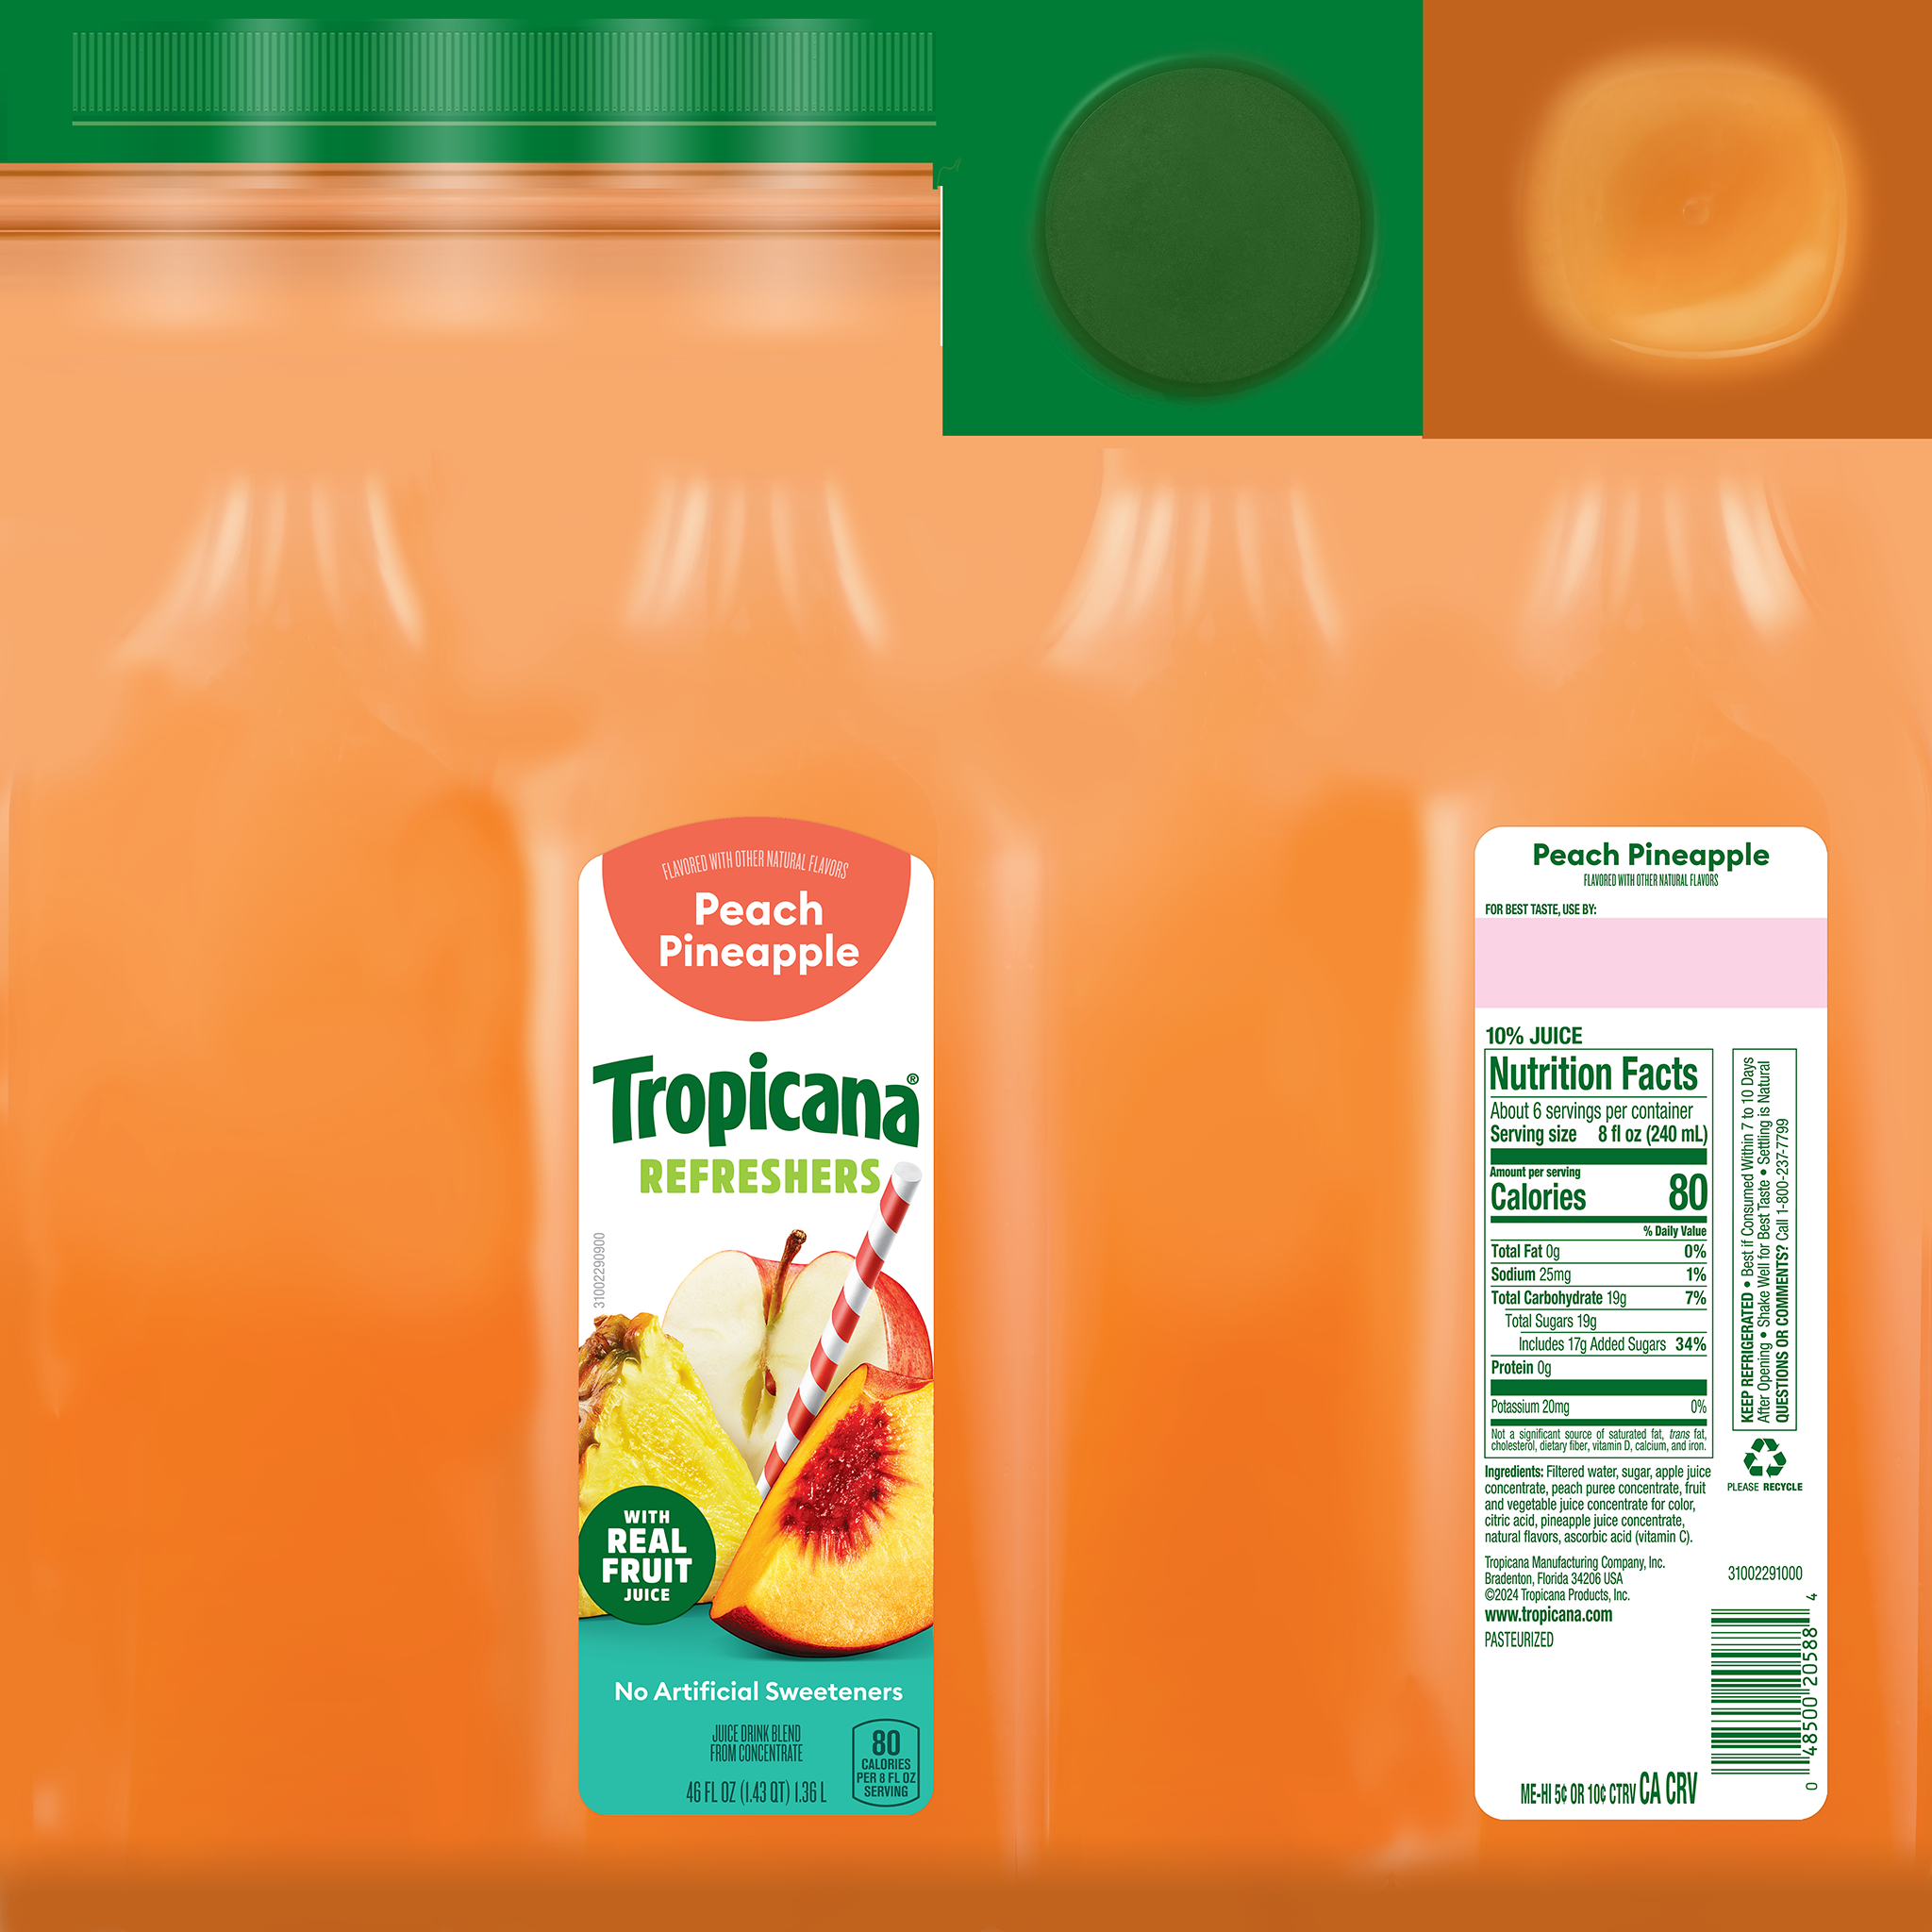 FLAVORED WITH OTHER NATURAL FLAVORS
Peach
Pineapple
Tropicana®
REFRESHERS
31002290900
WITH
REAL
FRUIT
JUICE
No Artificial Sweeteners
JUICE DRINK BLEND
FROM CONCENTRATE
46 FL OZ (1.43 QT) 1.36 L
80
CALORIES
PER 8 FL OZ
SERVING
Peach Pineapple
FLAVORED WITH OTHER NATURAL FLAVORS
FOR BEST TASTE, USE BY:
10% JUICE
Nutrition Facts
About 6 servings per container
Serving size 8 fl oz (240 mL)
Amount per serving
Calories 80
% Daily Value
Total Fat 0g 0%
Sodium 25mg 1%
Total Carbohydrate 19g 7%
Total Sugars 19g
Includes 17g Added Sugars 34%
Protein 0g
Potassium 20mg 0%
Not a significant source of saturated fat, trans fat,
cholesterol, dietary fiber, vitamin D, calcium, and iron.
Ingredients: Filtered water, sugar, apple juice
concentrate, peach puree concentrate, fruit
and vegetable juice concentrate for color,
citric acid, pineapple juice concentrate,
natural flavors, ascorbic acid (vitamin C).
Tropicana Manufacturing Company, Inc.
Bradenton, Florida 34206 USA
©2024 Tropicana Products, Inc.
www.tropicana.com
PASTEURIZED
KEEP REFRIGERATED • Best if Consumed Within 7 to 10 Days
After Opening • Shake Well for Best Taste • Settling is Natural
QUESTIONS OR COMMENTS? Call 1-800-237-7799
PLEASE RECYCLE
31002291000
0 48500 20588 4
ME-HI 5¢ OR 10¢ CTRV CA CRV